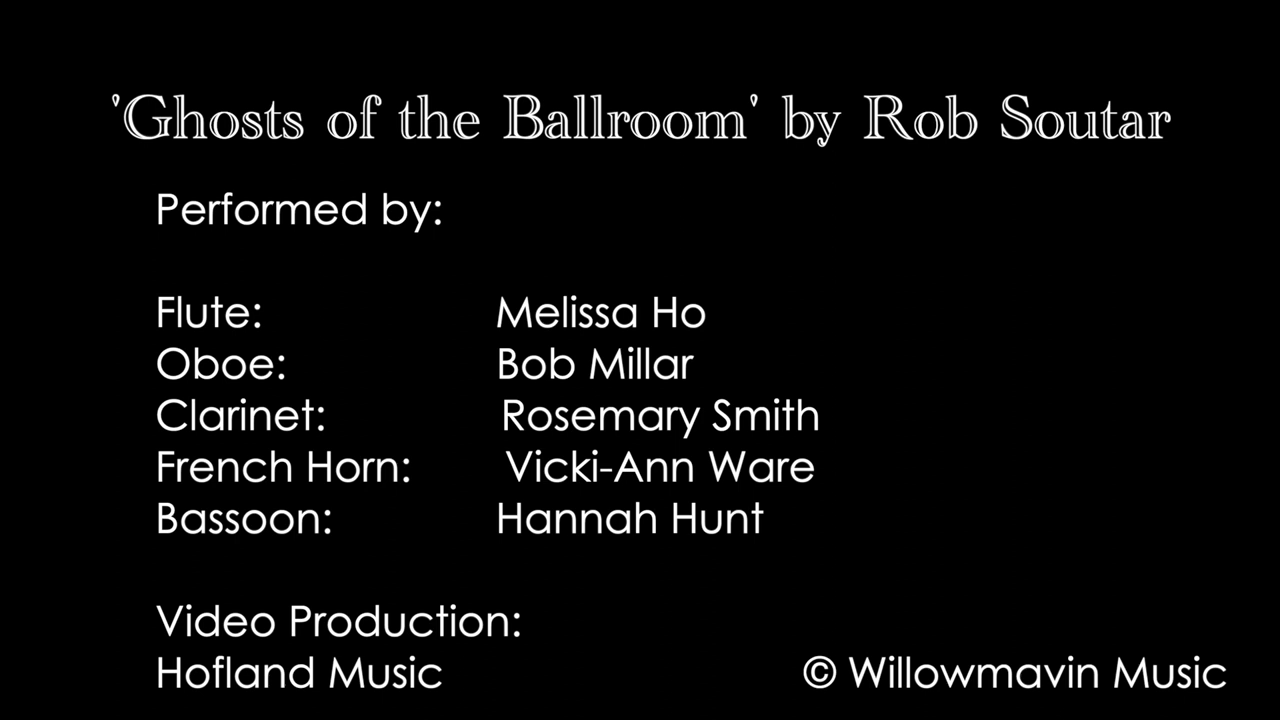 'Ghosts of the Ballroom' by Rob Soutar
Performed by:
Flute: Melissa Ho
Oboe: Bob Millar
Clarinet: Rosemary Smith
French Horn: Vicki-Ann Ware
Bassoon: Hannah Hunt
Video Production:
Hofland Music © Willowmavin Music